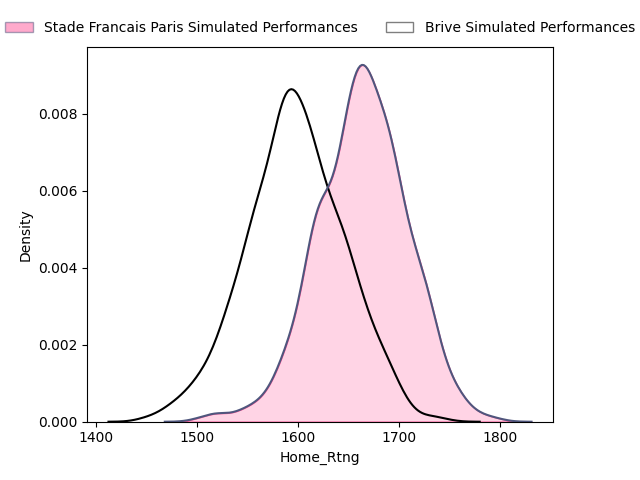 Stade Francais Paris Simulated Performances Brive Simulated Performances
0.008
0.006
0.004
0.002
0.000
Density
1400 1500 1600 1700 1800
Home_Rtng